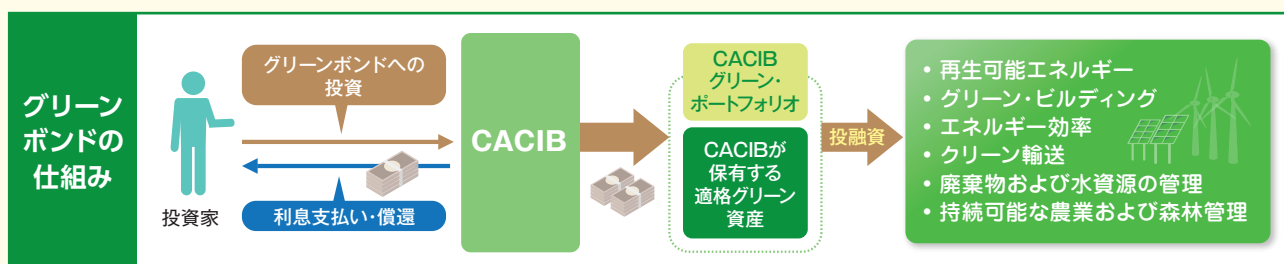 グリーン
ボンドの
仕組み
投資家
グリーンボンドへの
投資
利息支払い・償還
CACIB
CACIB
グリーン・
ポートフォリオ
CACIBが
保有する
適格グリーン
資産
投融資
• 再生可能エネルギー
• グリーン・ビルディング
• エネルギー効率
• クリーン輸送
• 廃棄物および水資源の管理
• 持続可能な農業および森林管理